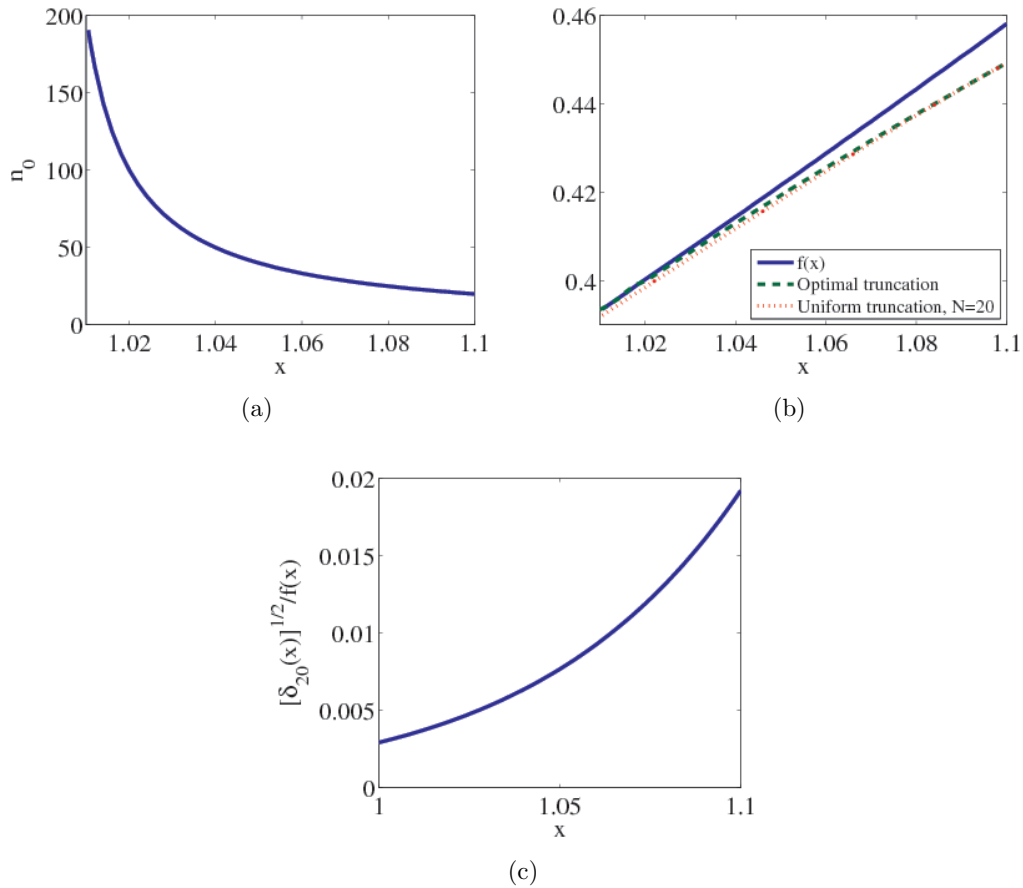 200
150
100
50
0
n₀
1.02 1.04 1.06 1.08 1.1
x
(a)
0.46
0.44
0.42
0.4
f(x)
Optimal truncation
Uniform truncation, N=20
1.02 1.04 1.06 1.08 1.1
x
(b)
0.02
0.015
0.01
0.005
0
[δ₂₀(x)]^{1/2}/f(x)
1 1.05 1.1
x
(c)